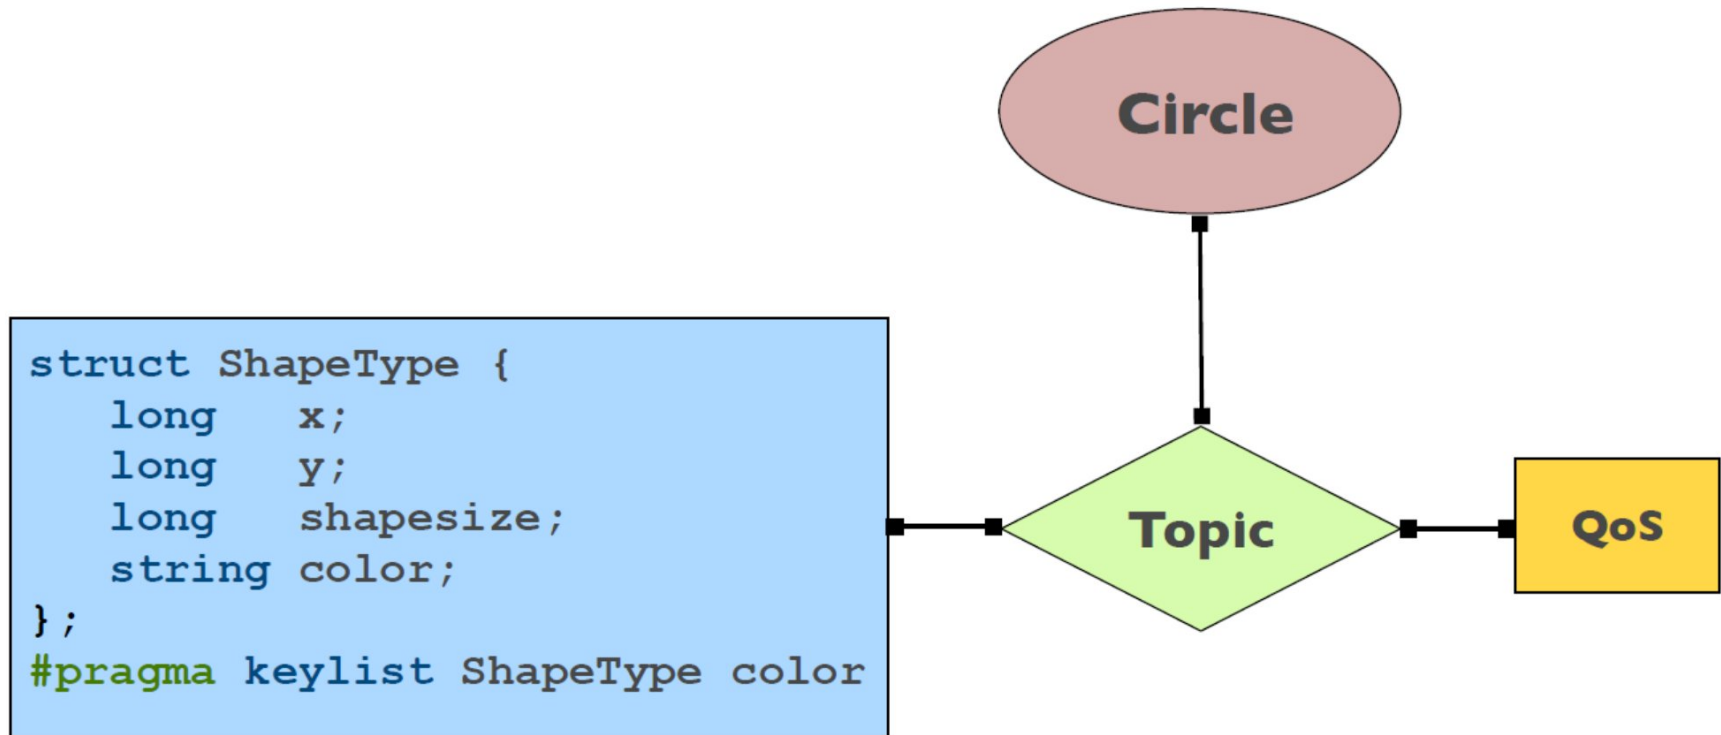 Circle
struct ShapeType {
   long   x;
   long   y;
   long   shapesize;
   string color;
};
#pragma keylist ShapeType color
Topic
QoS